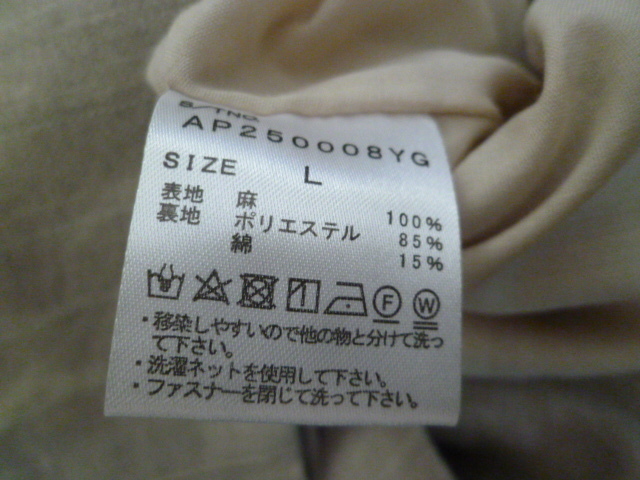 AP250008YG
SIZE L
表地 麻 100%
裏地 ポリエステル 85%
綿 15%
F W
・移染しやすいので他の物と分けて洗っ
て下さい。
・洗濯ネットを使用して下さい。
・ファスナーを閉じて洗って下さい。